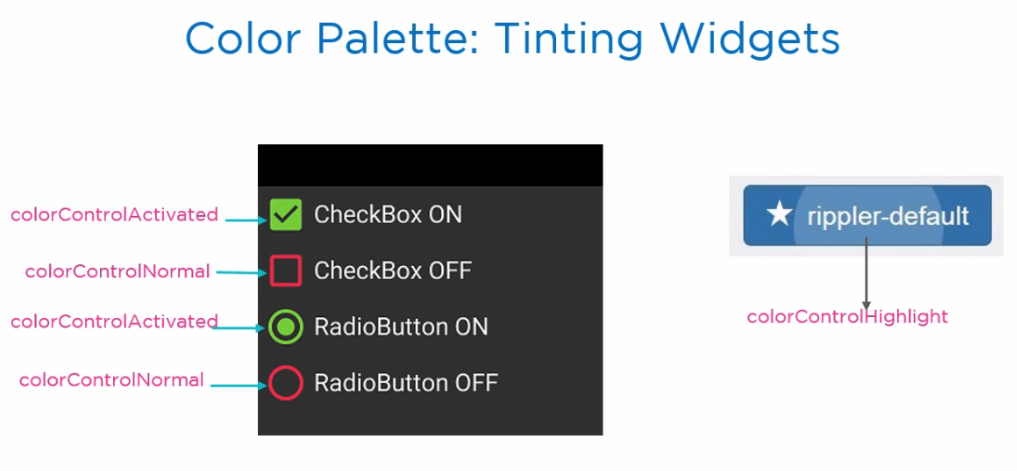 Color Palette: Tinting Widgets
colorControlActivated
CheckBox ON
colorControlNormal
CheckBox OFF
colorControlActivated
RadioButton ON
colorControlNormal
RadioButton OFF
rippler-default
colorControlHighlight